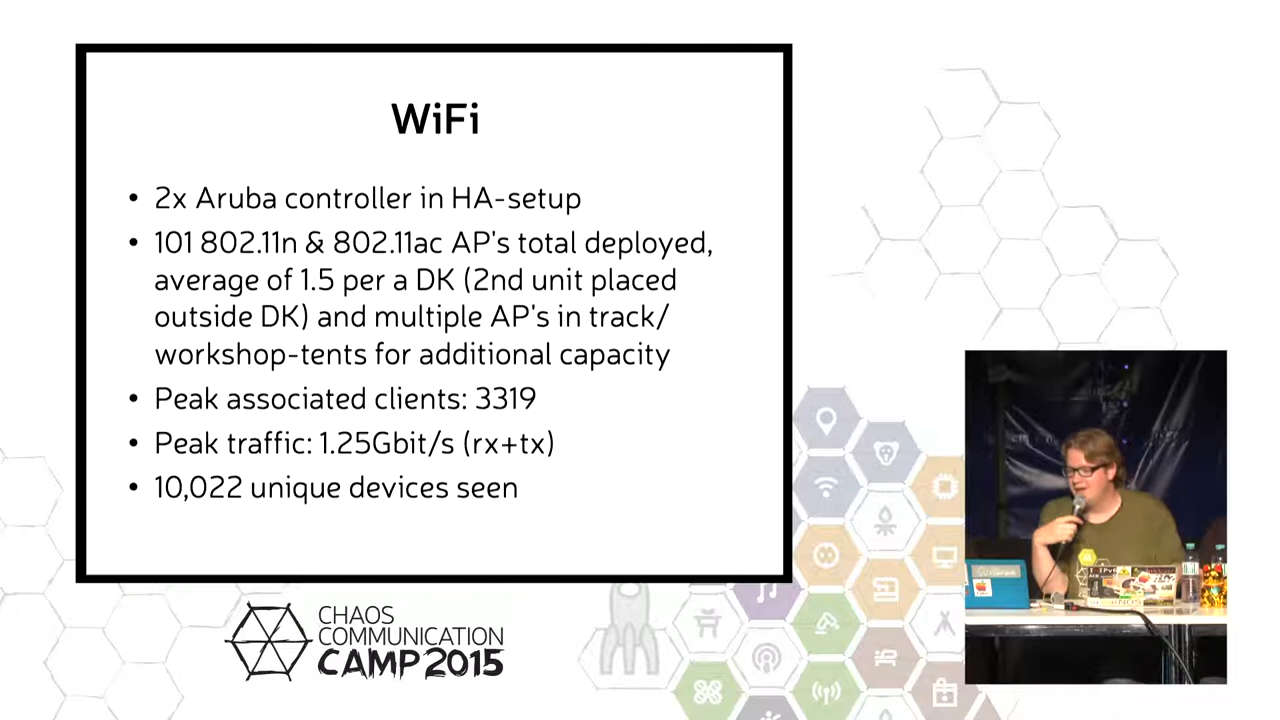 WiFi
• 2x Aruba controller in HA-setup
• 101 802.11n & 802.11ac AP's total deployed,
average of 1.5 per a DK (2nd unit placed
outside DK) and multiple AP's in track/
workshop-tents for additional capacity
• Peak associated clients: 3319
• Peak traffic: 1.25Gbit/s (rx+tx)
• 10,022 unique devices seen
CHAOS
COMMUNICATION
CAMP 2015